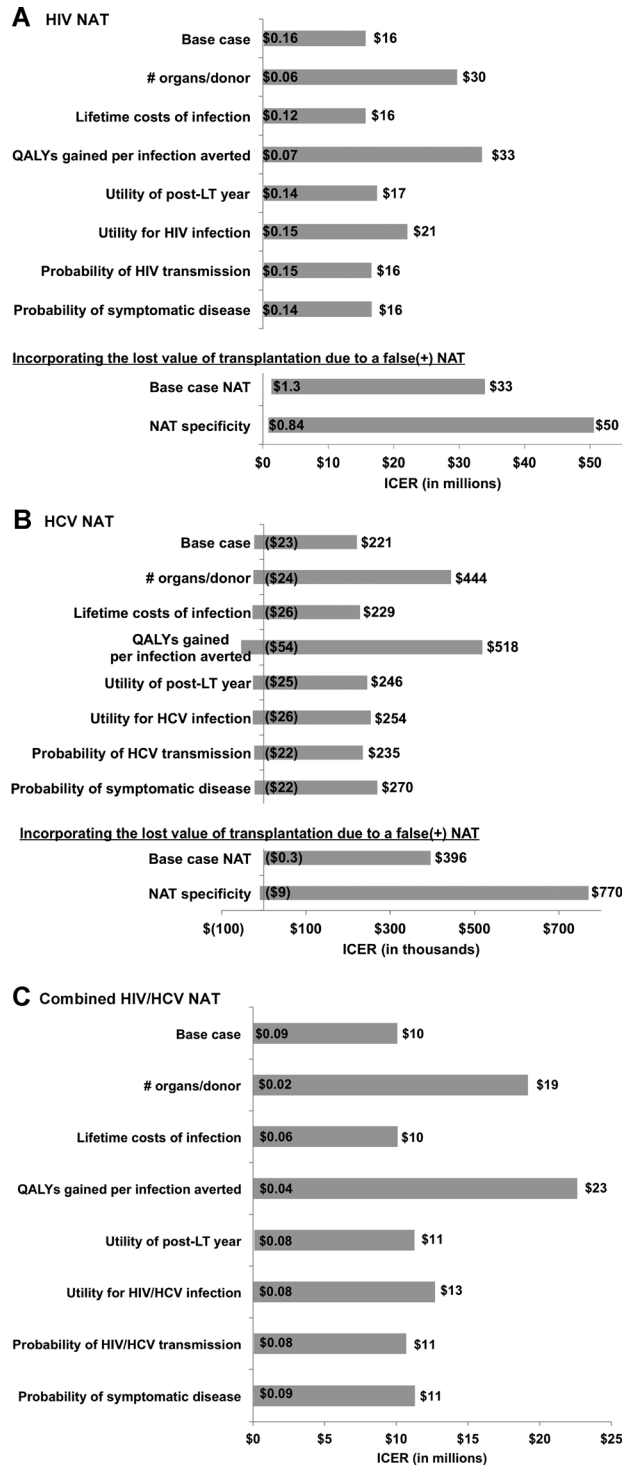 A HIV NAT
Base case $0.16 $16
# organs/donor $0.06 $30
Lifetime costs of infection $0.12 $16
QALYs gained per infection averted $0.07 $33
Utility of post-LT year $0.14 $17
Utility for HIV infection $0.15 $21
Probability of HIV transmission $0.15 $16
Probability of symptomatic disease $0.14 $16
Incorporating the lost value of transplantation due to a false(+) NAT
Base case NAT $1.3 $33
NAT specificity $0.84 $50
$0 $10 $20 $30 $40 $50
ICER (in millions)
B HCV NAT
Base case ($23) $221
# organs/donor ($24) $444
Lifetime costs of infection ($26) $229
QALYs gained
per infection averted ($54) $518
Utility of post-LT year ($25) $246
Utility for HCV infection ($26) $254
Probability of HCV transmission ($22) $235
Probability of symptomatic disease ($22) $270
Incorporating the lost value of transplantation due to a false(+) NAT
Base case NAT ($0.3) $396
NAT specificity ($9) $770
$(100) $100 $300 $500 $700
ICER (in thousands)
C Combined HIV/HCV NAT
Base case $0.09 $10
# organs/donor $0.02 $19
Lifetime costs of infection $0.06 $10
QALYs gained per infection averted $0.04 $23
Utility of post-LT year $0.08 $11
Utility for HIV/HCV infection $0.08 $13
Probability of HIV/HCV transmission $0.08 $11
Probability of symptomatic disease $0.09 $11
$0 $5 $10 $15 $20 $25
ICER (in millions)